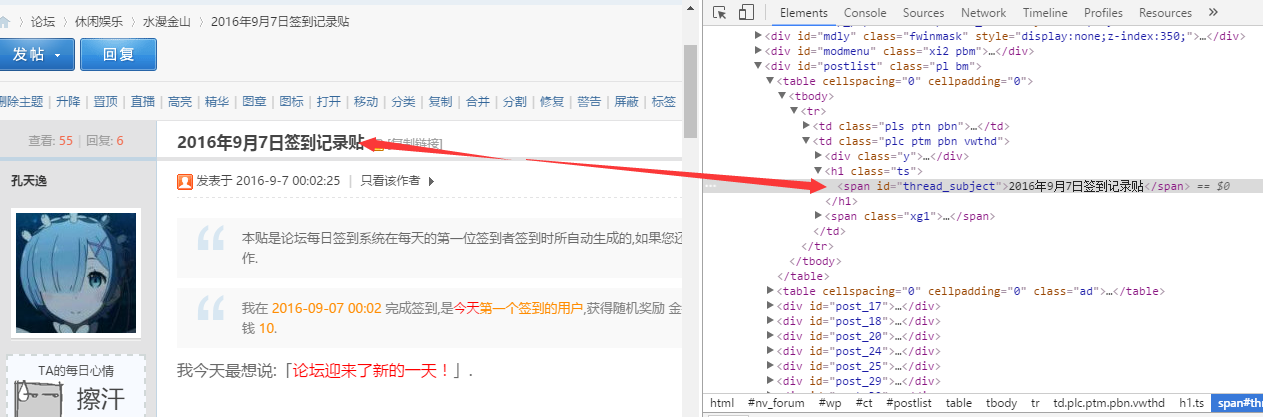 论坛 〉 休闲娱乐 〉 水漫金山 〉 2016年9月7日签到记录贴
发帖 回复
删除主题 | 升降 | 置顶 | 直播 | 高亮 | 精华 | 图章 | 图标 | 打开 | 移动 | 分类 | 复制 | 合并 | 分割 | 修复 | 警告 | 屏蔽 | 标签
查看: 55 | 回复: 6
2016年9月7日签到记录贴 [复制链接]
孔天逸
发表于 2016-9-7 00:02:25 | 只看该作者
本贴是论坛每日签到系统在每天的第一位签到者签到时所自动生成的,如果您还
作.
我在 2016-09-07 00:02 完成签到,是今天第一个签到的用户,获得随机奖励 金
钱 10.
我今天最想说:「论坛迎来了新的一天！」.
TA的每日心情
擦汗
Elements Console Sources Network Timeline Profiles Resources »
<div id="mdly" class="fwinmask" style="display:none;z-index:350;">…</div>
<div id="modmenu" class="xi2 pbm">…</div>
<div id="postlist" class="pl bm">
<table cellspacing="0" cellpadding="0">
<tbody>
<tr>
<td class="pls ptn pbn">…</td>
<td class="plc ptm pbn vwthd">
<div class="y">…</div>
<h1 class="ts">
<span id="thread_subject">2016年9月7日签到记录贴</span> == $0
</h1>
<span class="xg1">…</span>
</td>
</tr>
</tbody>
</table>
<table cellspacing="0" cellpadding="0" class="ad">…</table>
<div id="post_17">…</div>
<div id="post_18">…</div>
<div id="post_20">…</div>
<div id="post_24">…</div>
<div id="post_25">…</div>
<div id="post_29">…</div>
html #nv_forum #wp #ct #postlist table tbody tr td.plc.ptm.pbn.vwthd h1.ts span#thr